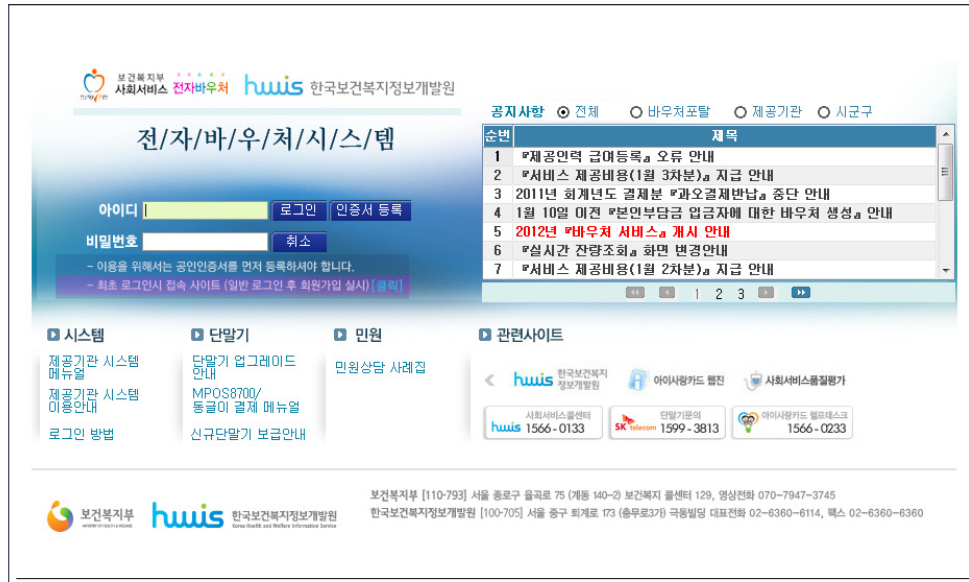 보건복지부
사회서비스 전자바우처 hwis 한국보건복지정보개발원
전/자/바/우/처/시/스/템
아이디 로그인 인증서 등록
비밀번호 취소
- 이용을 위해서는 공인인증서를 먼저 등록하셔야 합니다.
- 최초 로그인시 접속 사이트 (일반 로그인 후 회원가입 실시) [클릭]
공지사항 전체 바우처포탈 제공기관 시군구
순번 제목
1 『제공인력 급여등록』 오류 안내
2 『서비스 제공비용(1월 3차분)』 지급 안내
3 2011년 회계년도 결제분 『과오결제반납』 중단 안내
4 1월 10일 이전 『본인부담금 입금자에 대한 바우처 생성』 안내
5 2012년 『바우처 서비스』 개시 안내
6 『실시간 잔량조회』 화면 변경안내
7 『서비스 제공비용(1월 2차분)』 지급 안내
1 2 3
시스템
제공기관 시스템
메뉴얼
제공기관 시스템
이용안내
로그인 방법
단말기
단말기 업그레이드
안내
MPOS8700/
동글이 결제 메뉴얼
신규단말기 보급안내
민원
민원상담 사례집
관련사이트
hwis 한국보건복지
정보개발원
아이사랑카드 웹진
사회서비스품질평가
사회서비스콜센터
hwis 1566-0133
단말기문의
SK telecom 1599-3813
아이사랑카드 헬프데스크
1566-0233
보건복지부 hwis 한국보건복지정보개발원
Korea Health and Welfare Information Service
보건복지부 [110-793] 서울 종로구 율곡로 75 (계동 140-2) 보건복지 콜센터 129, 영상전화 070-7947-3745
한국보건복지정보개발원 [100-705] 서울 중구 퇴계로 173 (충무로3가) 극동빌딩 대표전화 02-6360-6114, 팩스 02-6360-6360